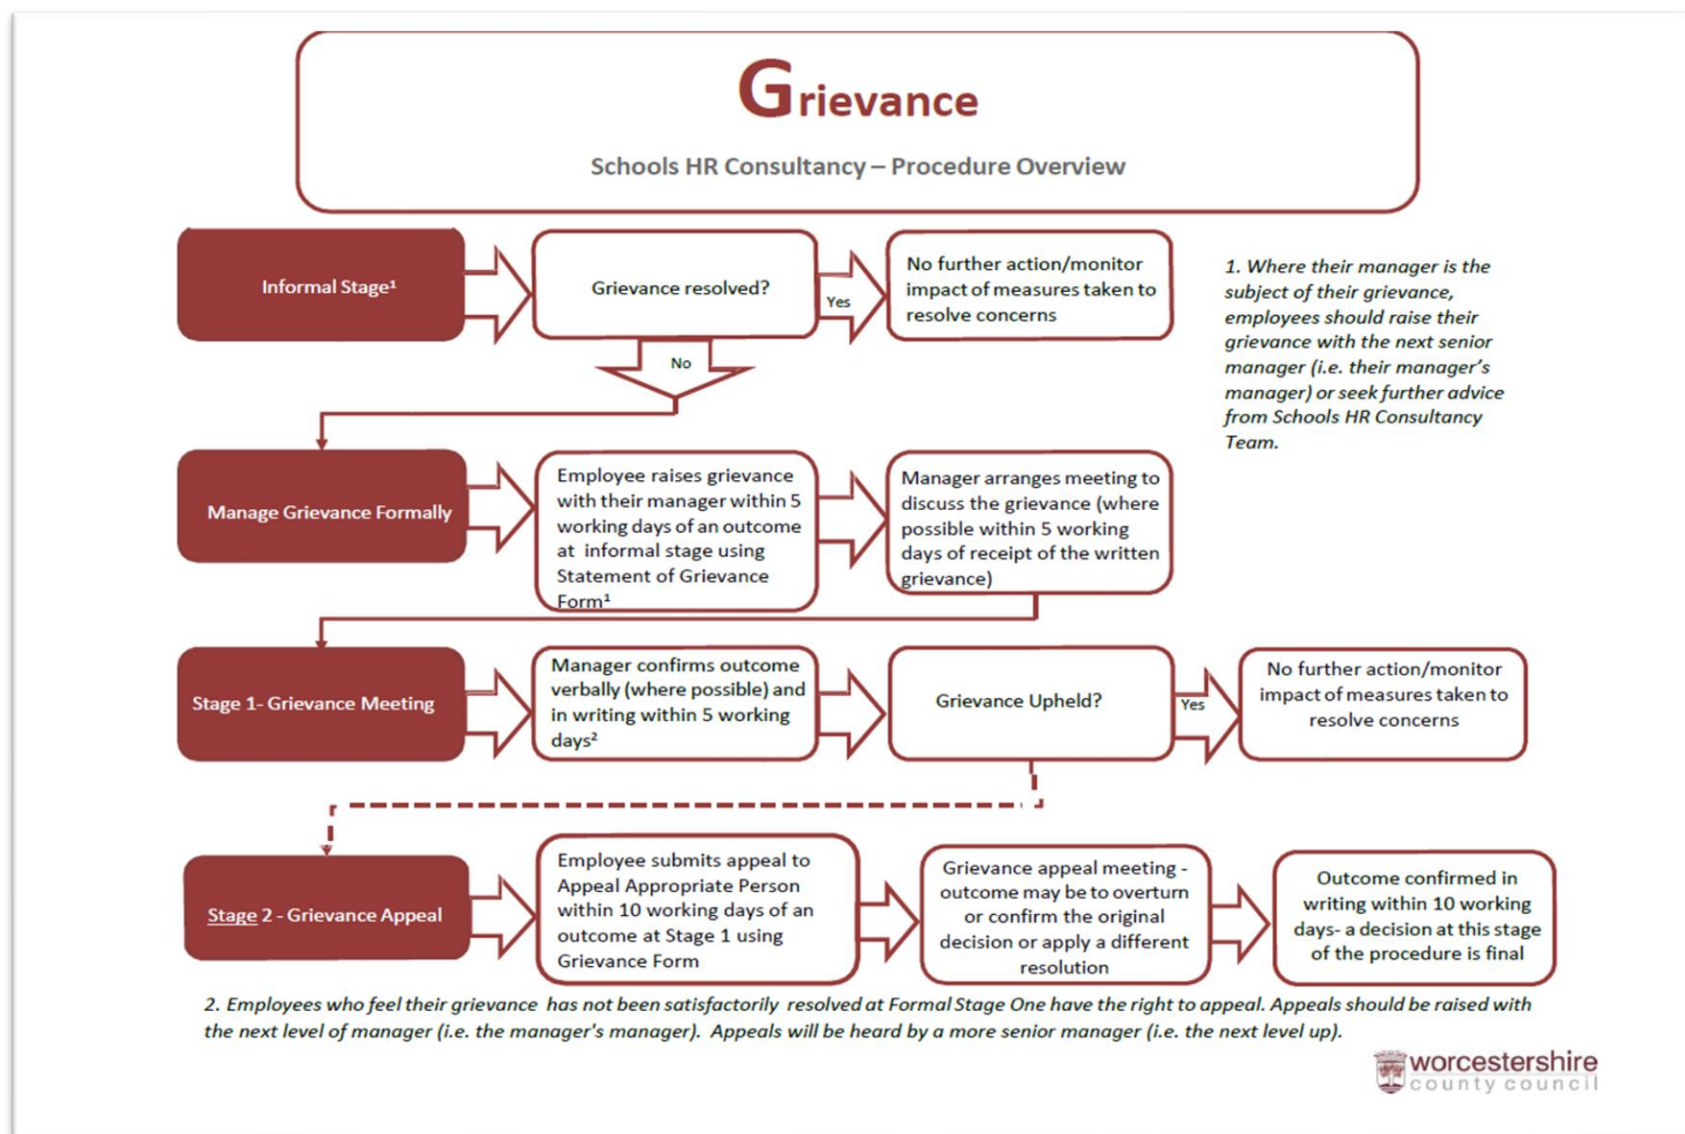 Grievance
Schools HR Consultancy – Procedure Overview
Informal Stage¹
Grievance resolved?
Yes
No further action/monitor
impact of measures taken to
resolve concerns
1. Where their manager is the
subject of their grievance,
employees should raise their
grievance with the next senior
manager (i.e. their manager's
manager) or seek further advice
from Schools HR Consultancy
Team.
No
Manage Grievance Formally
Employee raises grievance
with their manager within 5
working days of an outcome
at informal stage using
Statement of Grievance
Form¹
Manager arranges meeting to
discuss the grievance (where
possible within 5 working
days of receipt of the written
grievance)
Stage 1- Grievance Meeting
Manager confirms outcome
verbally (where possible) and
in writing within 5 working
days²
Grievance Upheld?
Yes
No further action/monitor
impact of measures taken to
resolve concerns
Stage 2 - Grievance Appeal
Employee submits appeal to
Appeal Appropriate Person
within 10 working days of an
outcome at Stage 1 using
Grievance Form
Grievance appeal meeting -
outcome may be to overturn
or confirm the original
decision or apply a different
resolution
Outcome confirmed in
writing within 10 working
days- a decision at this stage
of the procedure is final
2. Employees who feel their grievance has not been satisfactorily resolved at Formal Stage One have the right to appeal. Appeals should be raised with
the next level of manager (i.e. the manager's manager). Appeals will be heard by a more senior manager (i.e. the next level up).
worcestershire
county council